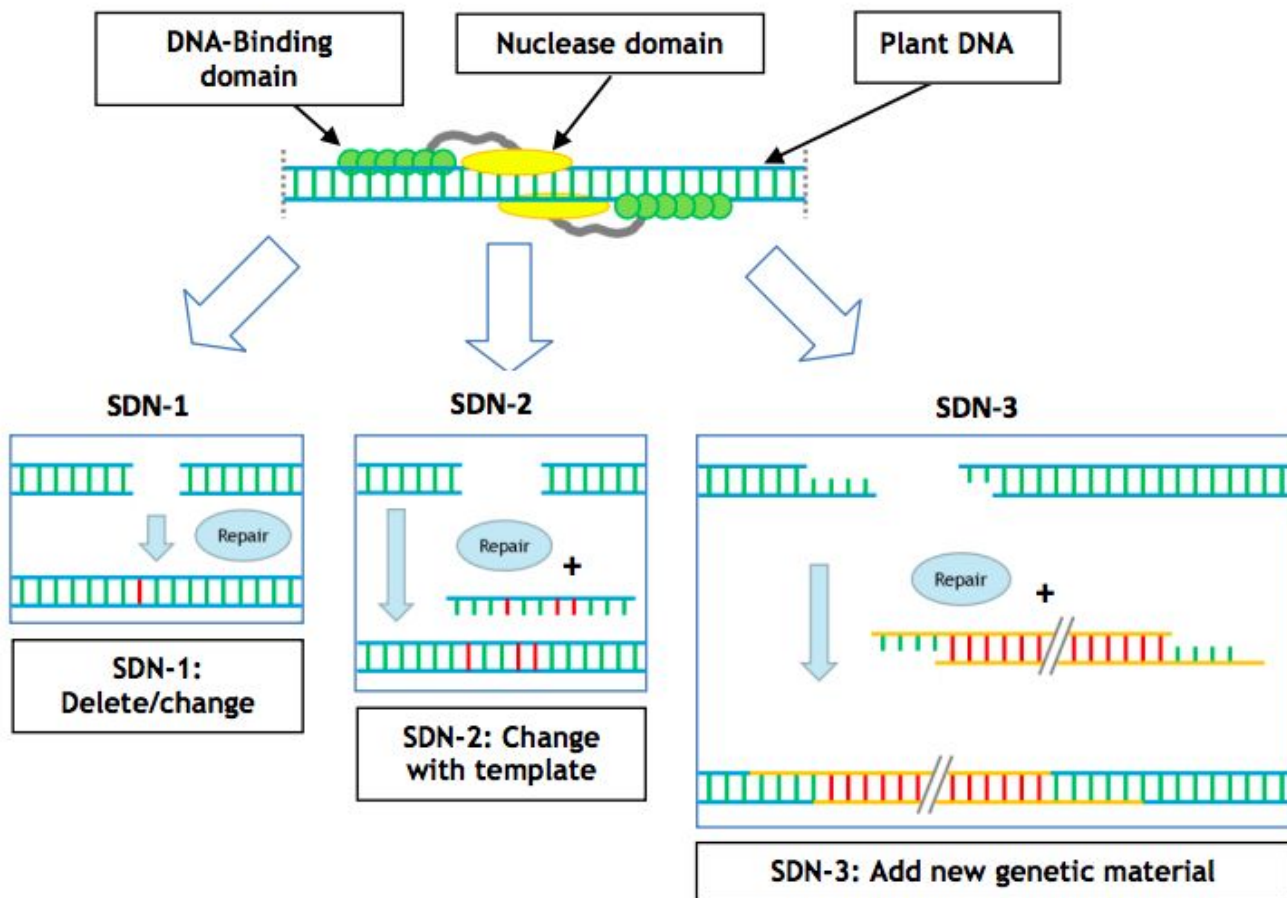 DNA-Binding
domain
Nuclease domain
Plant DNA
SDN-1
SDN-2
SDN-3
Repair
Repair
+
Repair
+
SDN-1:
Delete/change
SDN-2: Change
with template
SDN-3: Add new genetic material